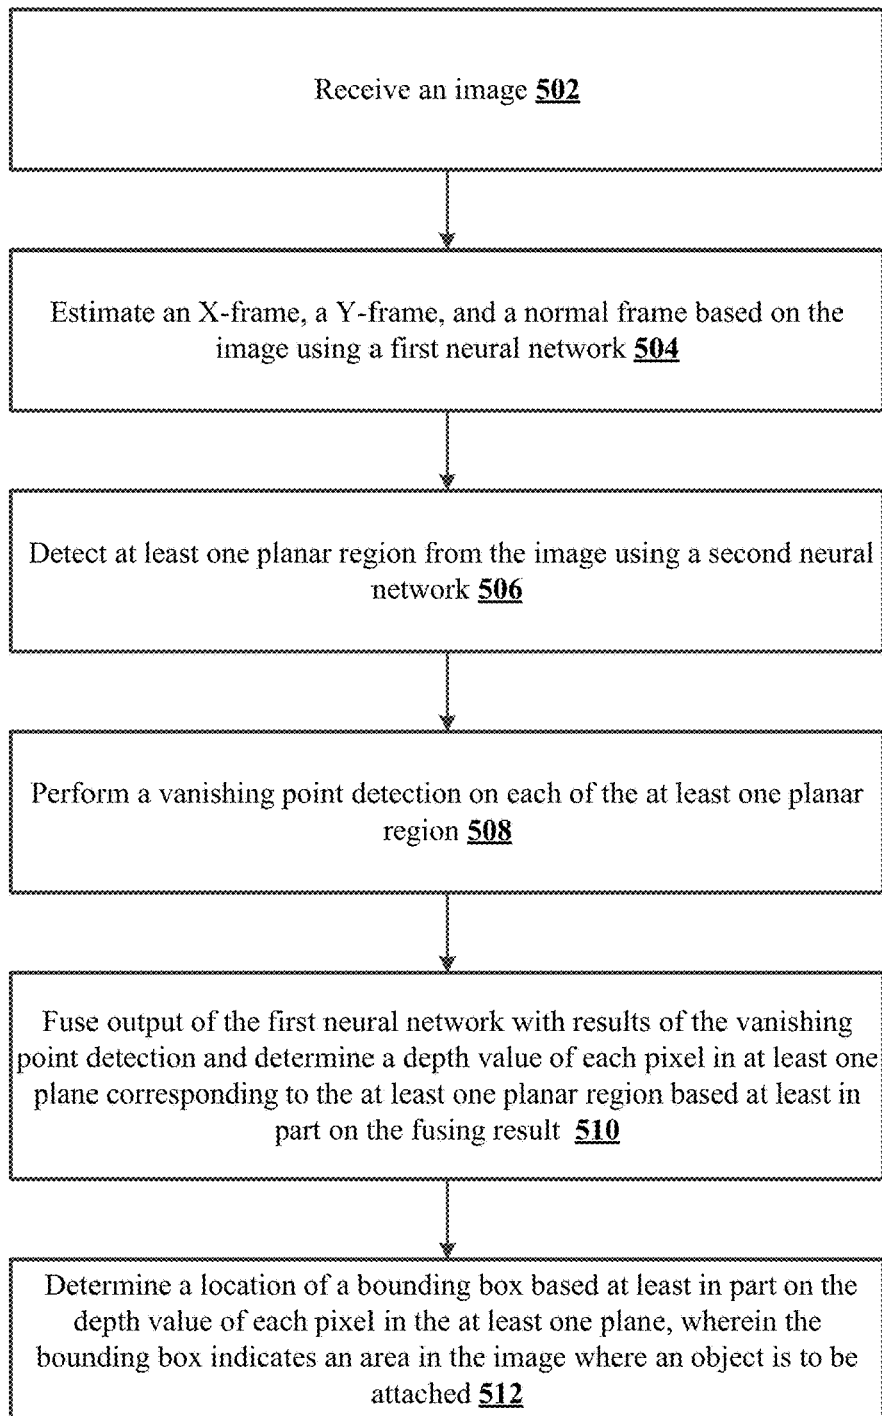 Receive an image 502
Estimate an X-frame, a Y-frame, and a normal frame based on the
image using a first neural network 504
Detect at least one planar region from the image using a second neural
network 506
Perform a vanishing point detection on each of the at least one planar
region 508
Fuse output of the first neural network with results of the vanishing
point detection and determine a depth value of each pixel in at least one
plane corresponding to the at least one planar region based at least in
part on the fusing result 510
Determine a location of a bounding box based at least in part on the
depth value of each pixel in the at least one plane, wherein the
bounding box indicates an area in the image where an object is to be
attached 512